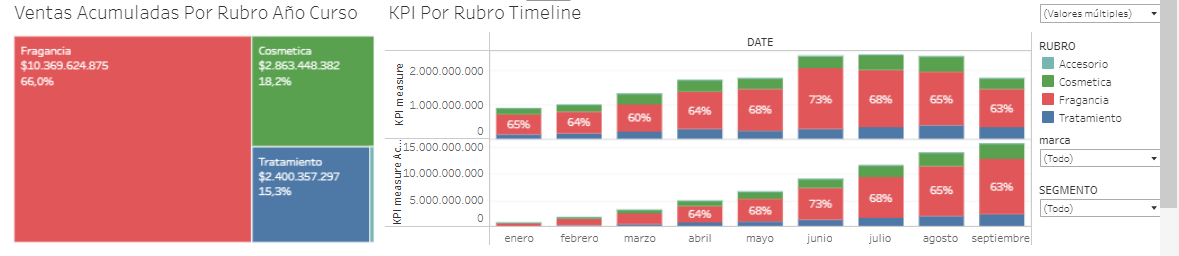 Ventas Acumuladas Por Rubro Año Curso
Fragancia
$10.369.624.875
66,0%
Cosmetica
$2.863.448.382
18,2%
Tratamiento
$2.400.357.297
15,3%
KPI Por Rubro Timeline
DATE
KPI measure
2.000.000.000
1.000.000.000
0
65%
64%
60%
64%
68%
73%
68%
65%
63%
KPI measure Ac..
15.000.000.000
10.000.000.000
5.000.000.000
0
64%
68%
73%
68%
65%
63%
enero
febrero
marzo
abril
mayo
junio
julio
agosto
septiembre
(Valores múltiples)
RUBRO
Accesorio
Cosmetica
Fragancia
Tratamiento
marca
(Todo)
SEGMENTO
(Todo)